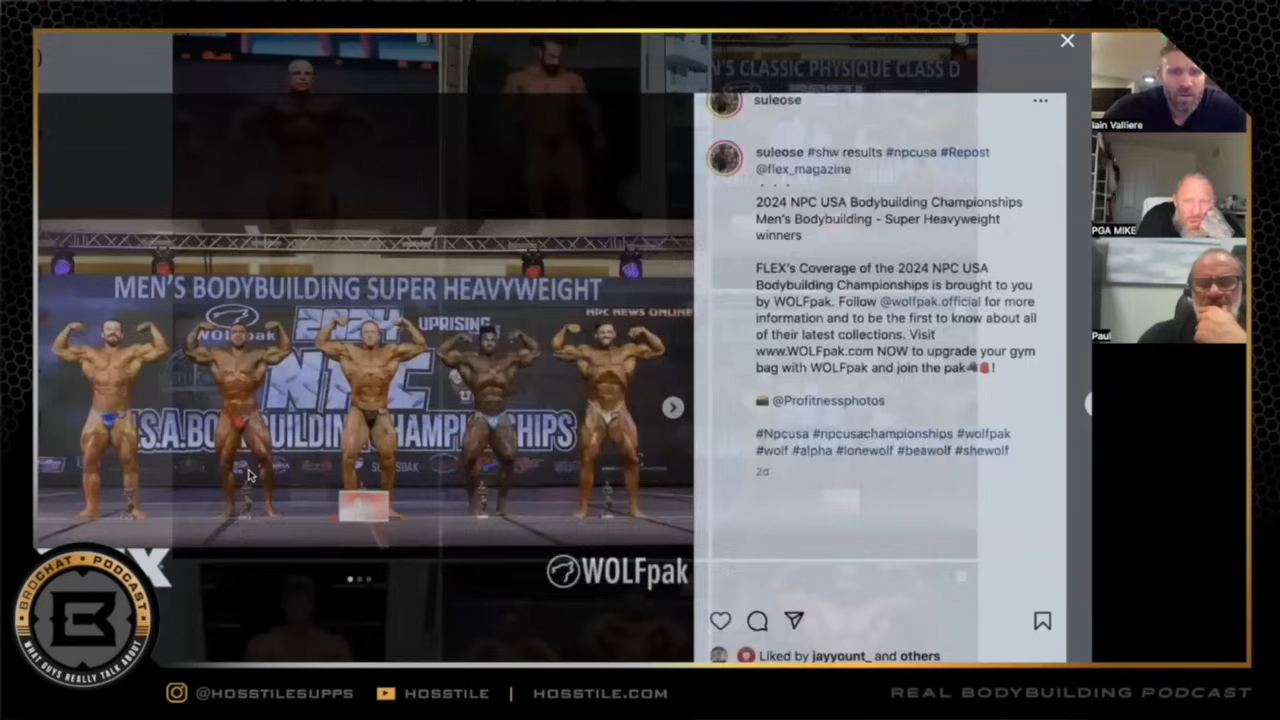 N'S CLASSIC PHYSIQUE CLASS D
suleose
suleose #shw results #npcusa #Repost
@flex_magazine
2024 NPC USA Bodybuilding Championships
Men's Bodybuilding - Super Heavyweight
winners
FLEX's Coverage of the 2024 NPC USA
Bodybuilding Championships is brought to you
by WOLFpak. Follow @wolfpak.official for more
information and to be the first to know about all
of their latest collections. Visit
www.WOLFpak.com NOW to upgrade your gym
bag with WOLFpak and join the pak
📸 @Profitnessphotos
#Npcusa #npcusachampionships #wolfpak
#wolf #alpha #lonewolf #beawolf #shewolf
2d
Liked by jayyount_ and others
MEN'S BODYBUILDING SUPER HEAVYWEIGHT
WOLFpak
2024
UPRISING
NPC NEWS ONLINE
NPC
U.S.A. BODYBUILDING CHAMPIONSHIPS
WOLFpak
Iain Valliere
PGA MIKE
Paul
BROCHAT • PODCAST
WHAT GUYS REALLY TALK ABOUT
@HOSSTILESUPPS
HOSSTILE
|
HOSSTILE.COM
REAL BODYBUILDING PODCAST